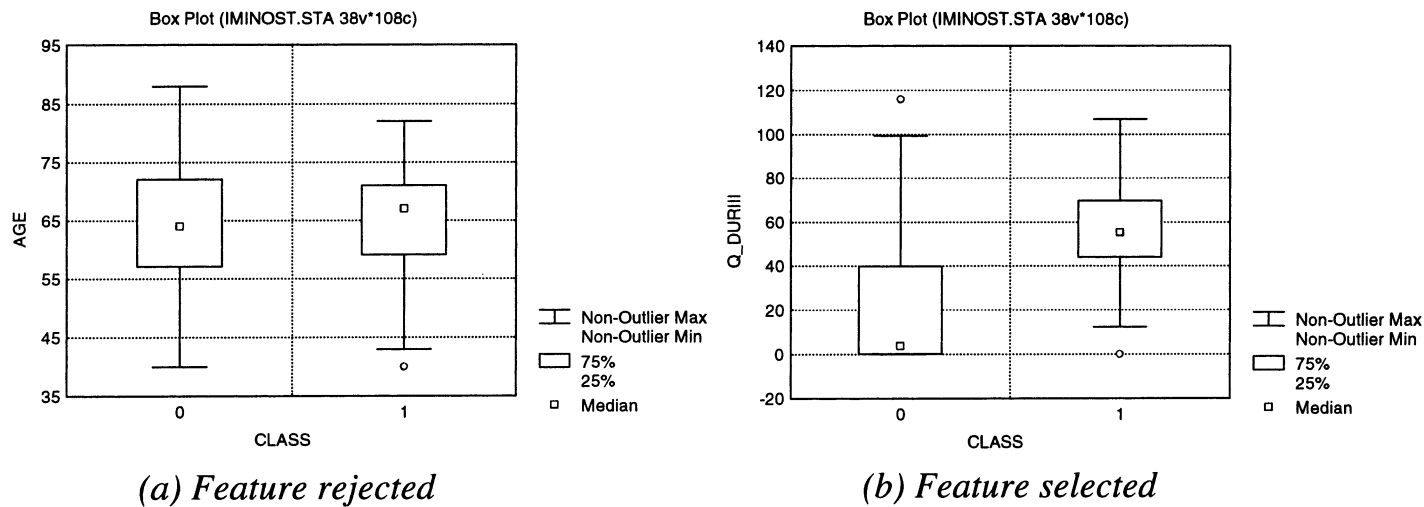 Box Plot (IMINOST.STA 38v*108c)
95
85
75
65
55
45
35
AGE
0
1
CLASS
Non-Outlier Max
Non-Outlier Min
75%
25%
Median
(a) Feature rejected
Box Plot (IMINOST.STA 38v*108c)
140
120
100
80
60
40
20
0
-20
Q_DURIII
0
1
CLASS
Non-Outlier Max
Non-Outlier Min
75%
25%
Median
(b) Feature selected